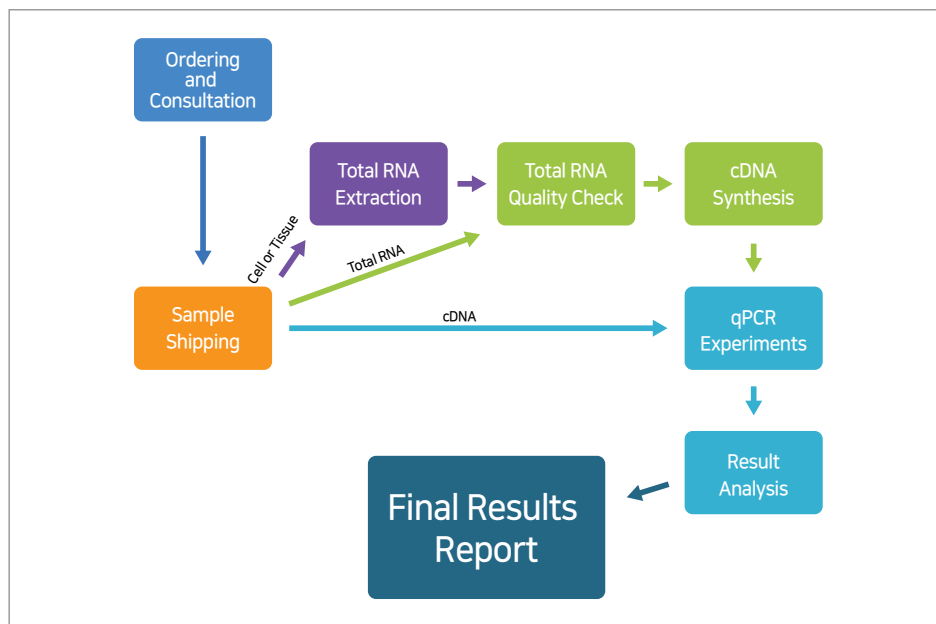 Ordering
and
Consultation
Total RNA
Extraction
Total RNA
Quality Check
cDNA
Synthesis
Cell or Tissue
Total RNA
Sample
Shipping
cDNA
qPCR
Experiments
Result
Analysis
Final Results
Report